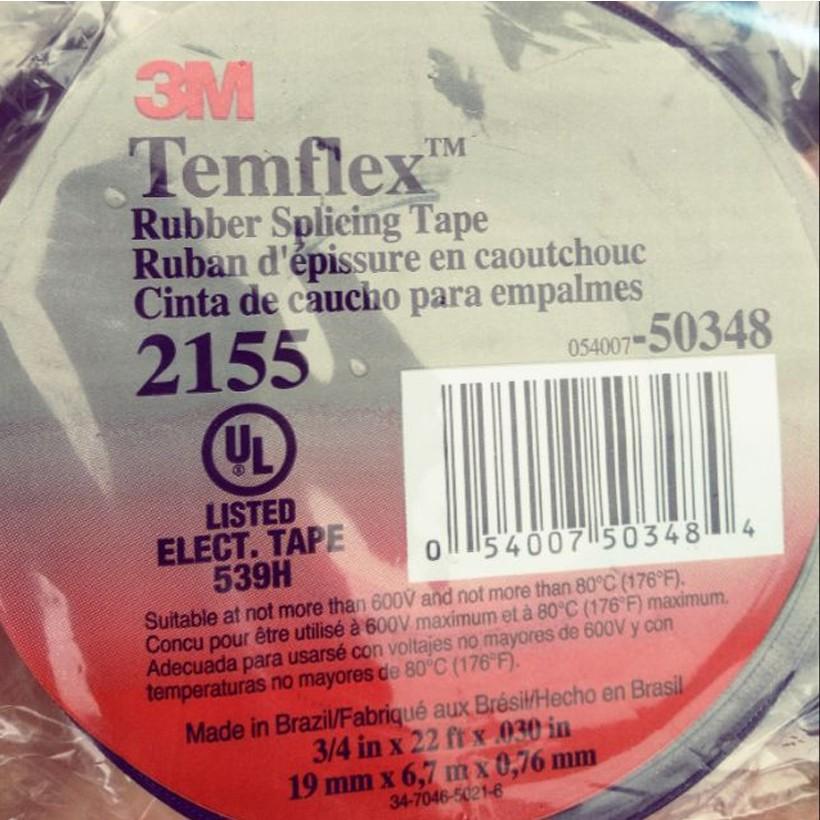 3M
Temflex™
Rubber Splicing Tape
Ruban d'épissure en caoutchouc
Cinta de caucho para empalmes
2155
054007-50348
UL®
LISTED
ELECT. TAPE
539H
0 54007 50348 4
Suitable at not more than 600V and not more than 80°C (176°F).
Concu pour être utilisé à 600V maximum et à 80°C (176°F) maximum.
Adecuada para usarsé con voltajes no mayores de 600V y con
temperaturas no mayores de 80°C (176°F).
Made in Brazil/Fabriqué aux Brésil/Hecho en Brasil
3/4 in x 22 ft x .030 in
19 mm x 6,7 m x 0,76 mm
34-7046-5021-6